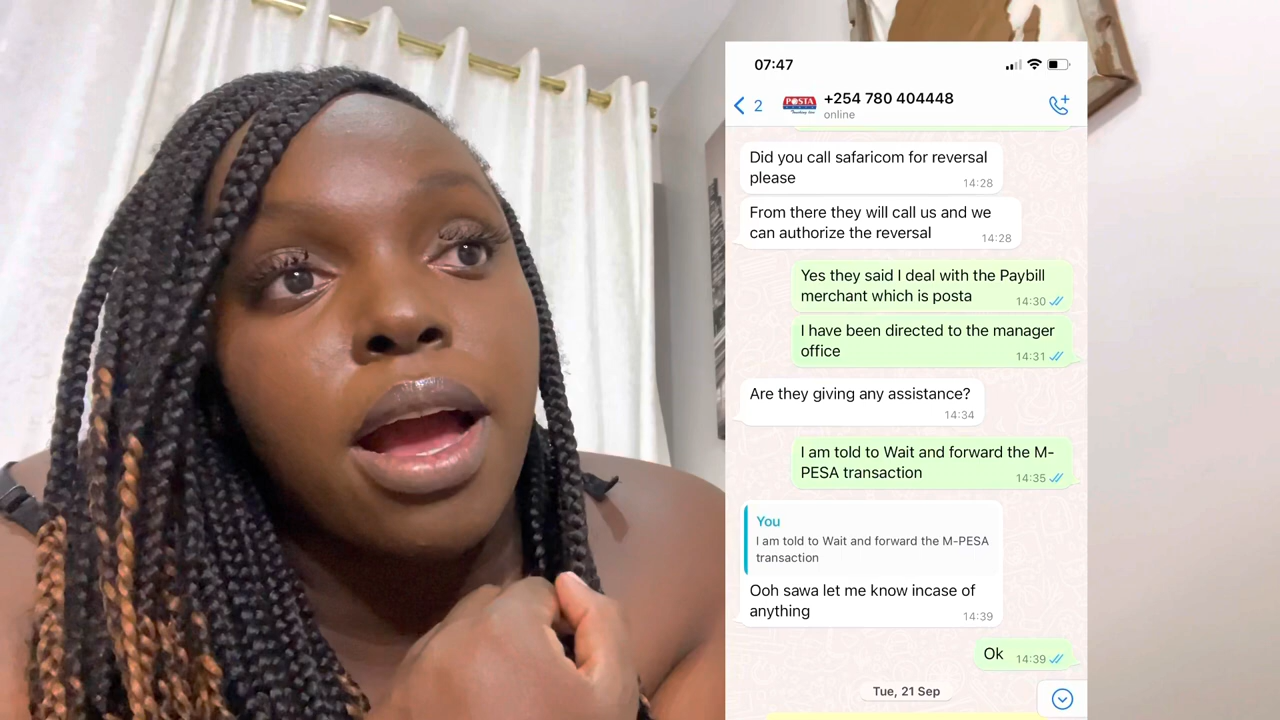 07:47
2
POSTA
+254 780 404448
online
Did you call safaricom for reversal
please
14:28
From there they will call us and we
can authorize the reversal
14:28
Yes they said I deal with the Paybill
merchant which is posta
14:30
I have been directed to the manager
office
14:31
Are they giving any assistance?
14:34
I am told to Wait and forward the M-
PESA transaction
14:35
You
I am told to Wait and forward the M-PESA
transaction
Ooh sawa let me know incase of
anything
14:39
Ok
14:39
Tue, 21 Sep